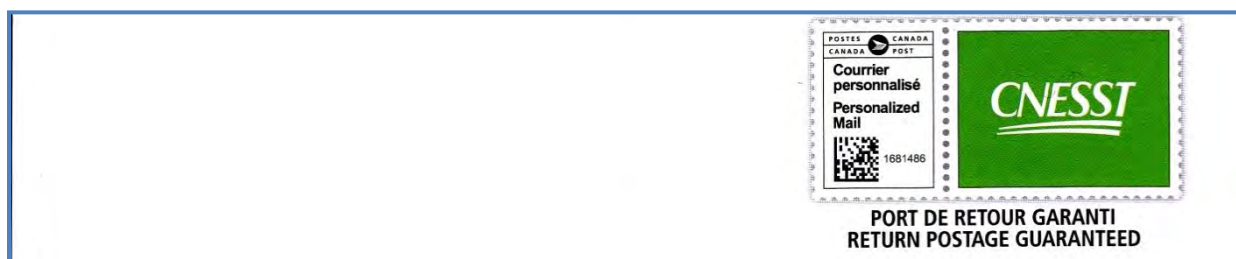 POSTES CANADA
CANADA POST
Courrier
personnalisé
Personalized
Mail
1681486
CNESST
PORT DE RETOUR GARANTI
RETURN POSTAGE GUARANTEED